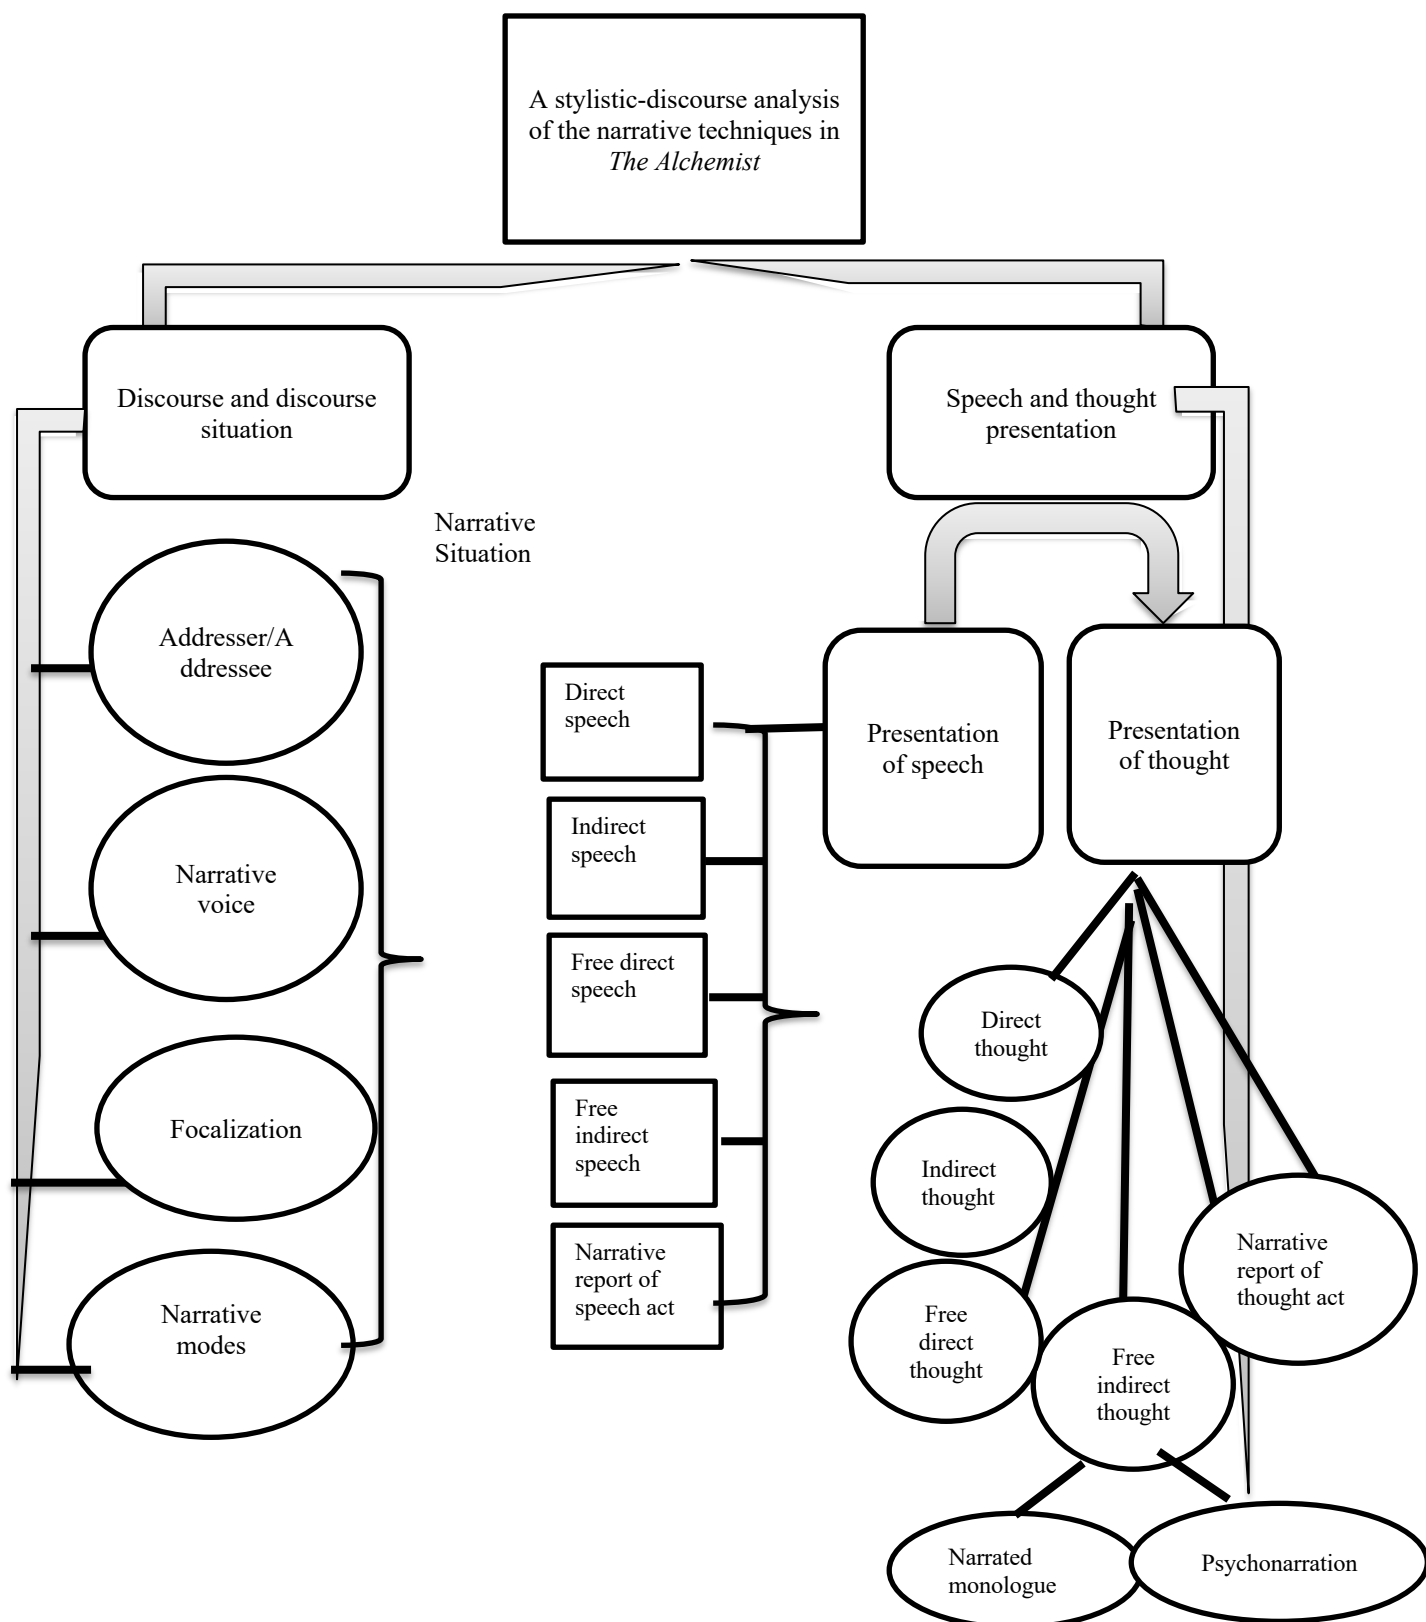 A stylistic-discourse analysis
of the narrative techniques in
The Alchemist
Discourse and discourse
situation
Speech and thought
presentation
Narrative
Situation
Addresser/A
ddressee
Narrative
voice
Focalization
Narrative
modes
Direct
speech
Indirect
speech
Free direct
speech
Free
indirect
speech
Narrative
report of
speech act
Presentation
of speech
Presentation
of thought
Direct
thought
Indirect
thought
Free
direct
thought
Free
indirect
thought
Narrative
report of
thought act
Narrated
monologue
Psychonarration